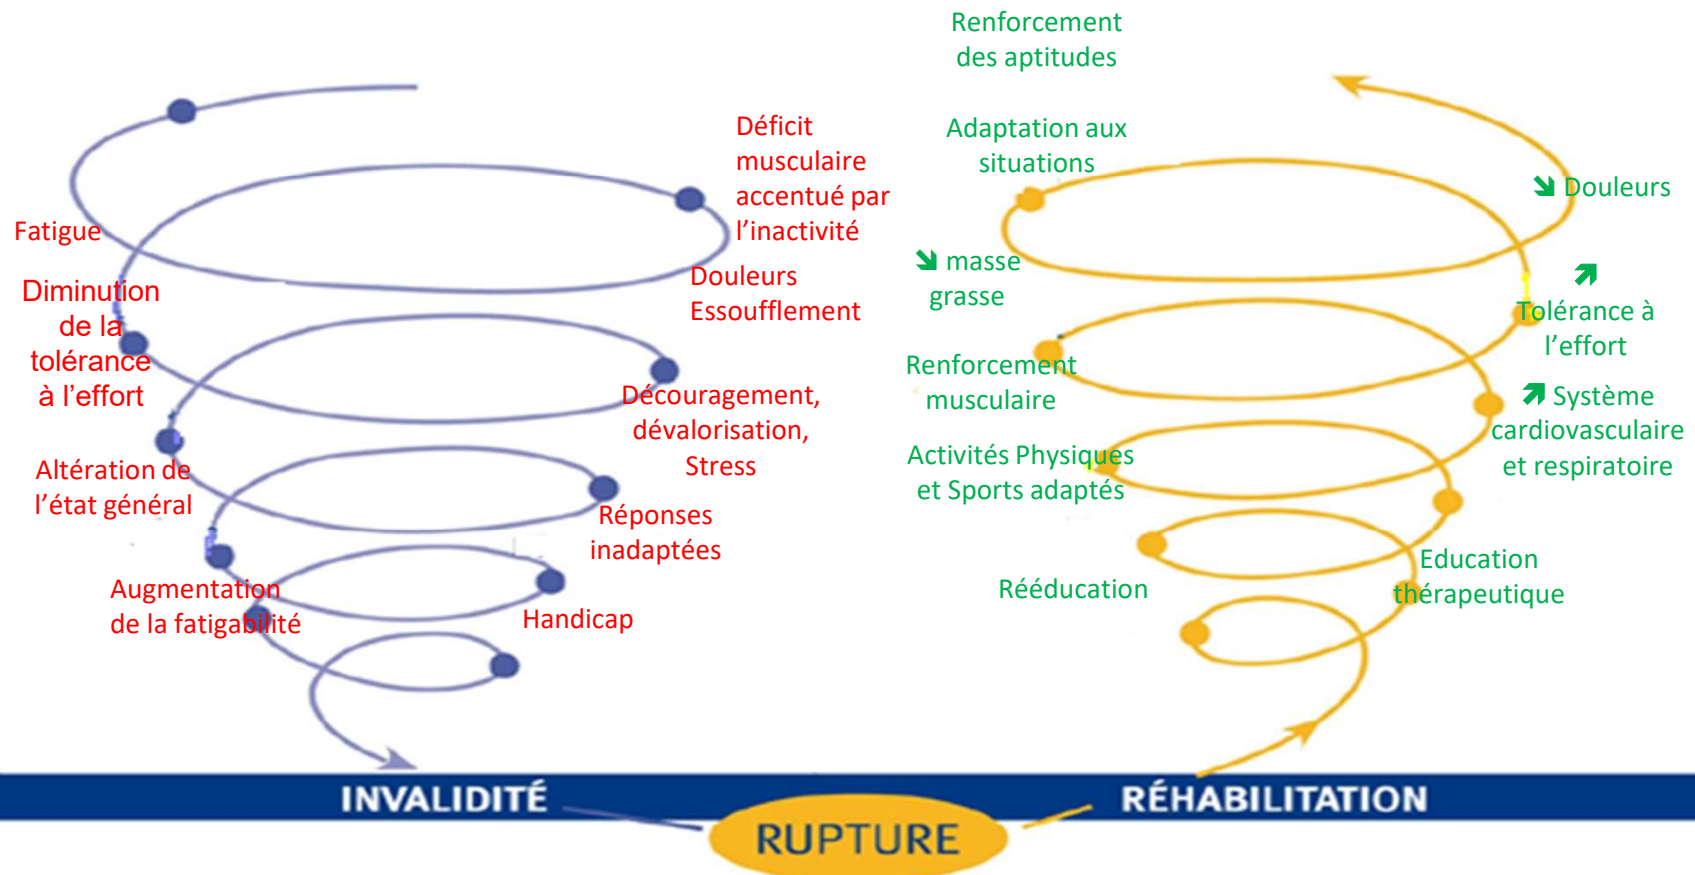 Fatigue
Déficit
musculaire
accentué par
l’inactivité
Diminution
de la
tolérance
à l’effort
Douleurs
Essoufflement
Découragement,
dévalorisation,
Stress
Altération de
l’état général
Réponses
inadaptées
Augmentation
de la fatigabilité
Handicap
INVALIDITÉ
RUPTURE
Renforcement
des aptitudes
Adaptation aux
situations
➘ Douleurs
➘ masse
grasse
➚
Tolérance à
l’effort
Renforcement
musculaire
➚ Système
cardiovasculaire
et respiratoire
Activités Physiques
et Sports adaptés
Education
thérapeutique
Rééducation
RÉHABILITATION